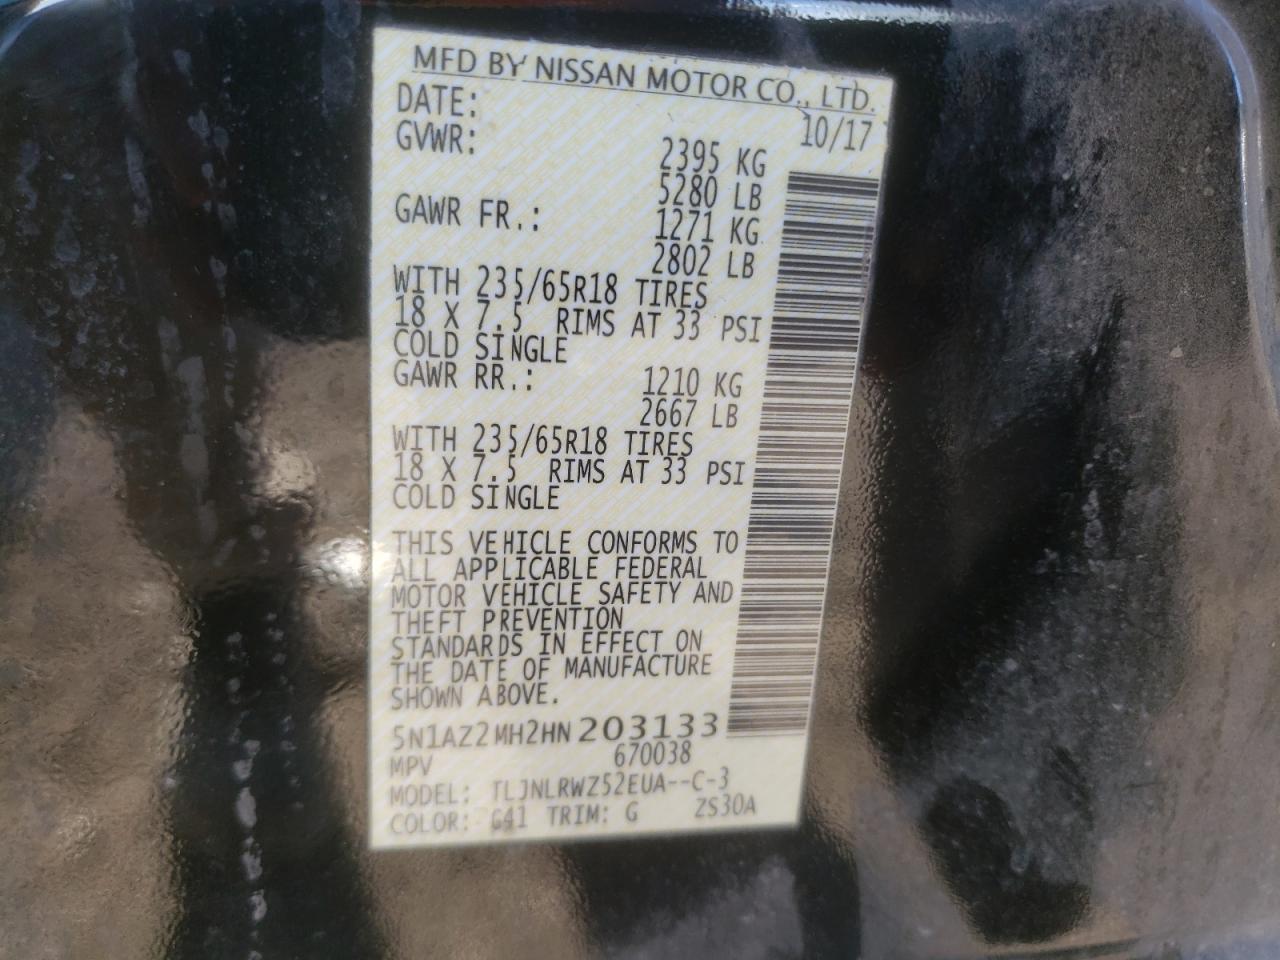 MFD BY NISSAN MOTOR CO., LTD.
DATE: 10/17
GVWR: 2395 KG
5280 LB
GAWR FR.: 1271 KG
2802 LB
WITH 235/65R18 TIRES
18 X 7.5 RIMS AT 33 PSI
COLD SINGLE
GAWR RR.: 1210 KG
2667 LB
WITH 235/65R18 TIRES
18 X 7.5 RIMS AT 33 PSI
COLD SINGLE
THIS VEHICLE CONFORMS TO
ALL APPLICABLE FEDERAL
MOTOR VEHICLE SAFETY AND
THEFT PREVENTION
STANDARDS IN EFFECT ON
THE DATE OF MANUFACTURE
SHOWN ABOVE.
5N1AZ2MH2HN203133
MPV 670038
MODEL: TLJNLRWZ52EUA--C-3
COLOR: G41 TRIM: G ZS30A